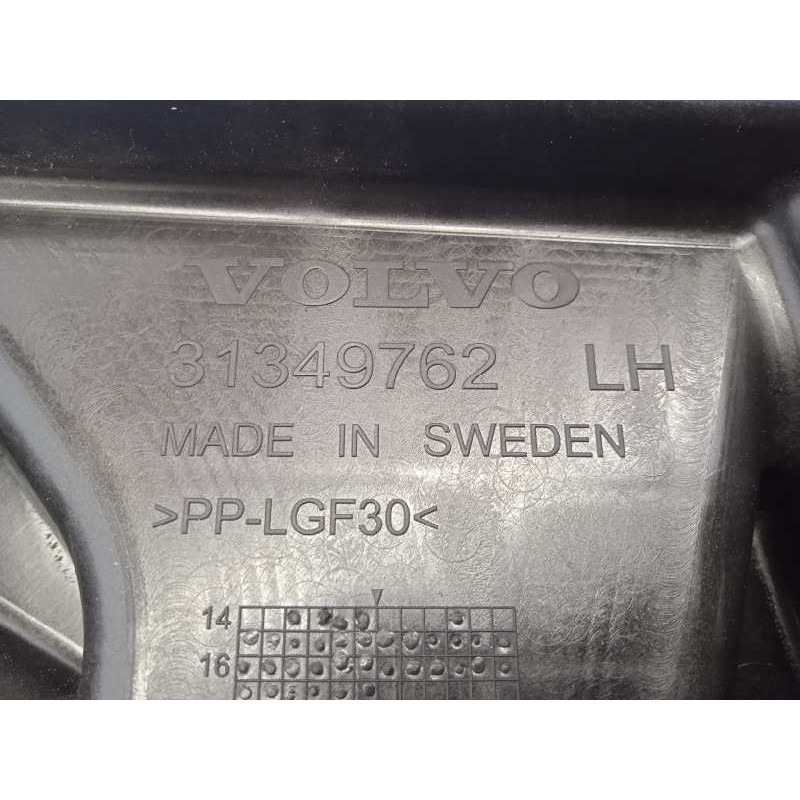 VOLVO
31349762 LH
MADE IN SWEDEN
>PP-LGF30<
14
16